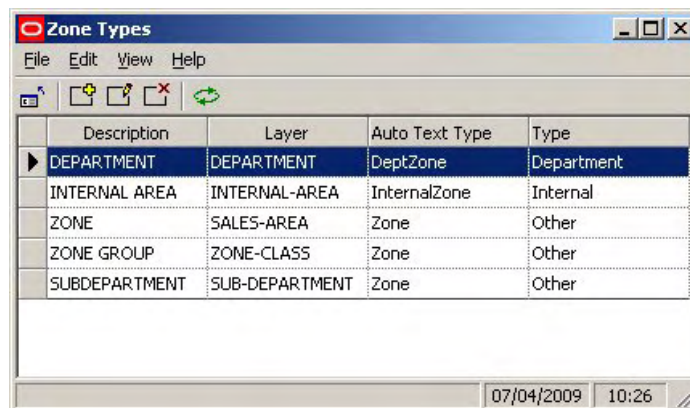 Zone Types
File Edit View Help
Description Layer Auto Text Type Type
DEPARTMENT DEPARTMENT DeptZone Department
INTERNAL AREA INTERNAL-AREA InternalZone Internal
ZONE SALES-AREA Zone Other
ZONE GROUP ZONE-CLASS Zone Other
SUBDEPARTMENT SUB-DEPARTMENT Zone Other
07/04/2009 10:26